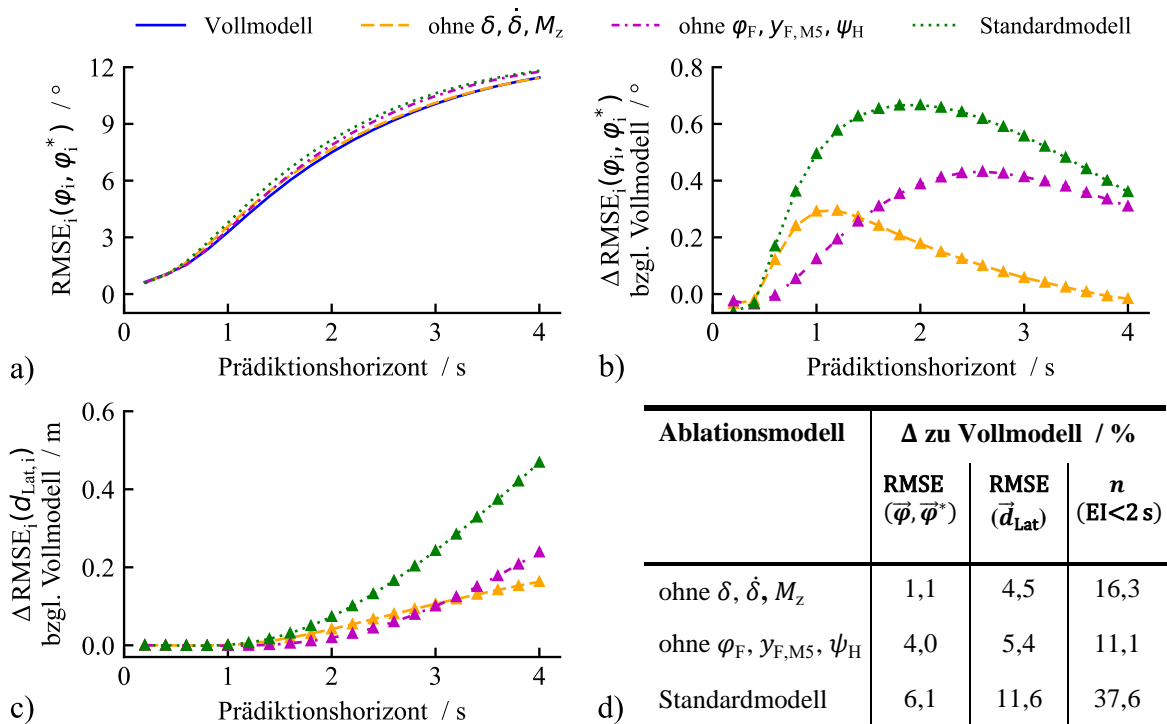 Vollmodell
ohne δ, δ̇, M_z
ohne φ_F, y_F,M5, ψ_H
Standardmodell
RMSE_i(φ_i, φ_i*) / °
12
9
6
3
0
0 1 2 3 4
Prädiktionshorizont / s
a)
ΔRMSE_i(φ_i, φ_i*)
bzgl. Vollmodell / °
0.8
0.6
0.4
0.2
0.0
0 1 2 3 4
Prädiktionshorizont / s
b)
ΔRMSE_i(d_Lat,i)
bzgl. Vollmodell / m
0.6
0.4
0.2
0.0
0 1 2 3 4
Prädiktionshorizont / s
c)
Ablationsmodell Δ zu Vollmodell / %
RMSE RMSE n
(φ⃗, φ⃗*) (d⃗_Lat) (EI<2 s)
ohne δ, δ̇, M_z 1,1 4,5 16,3
ohne φ_F, y_F,M5, ψ_H 4,0 5,4 11,1
Standardmodell 6,1 11,6 37,6
d)